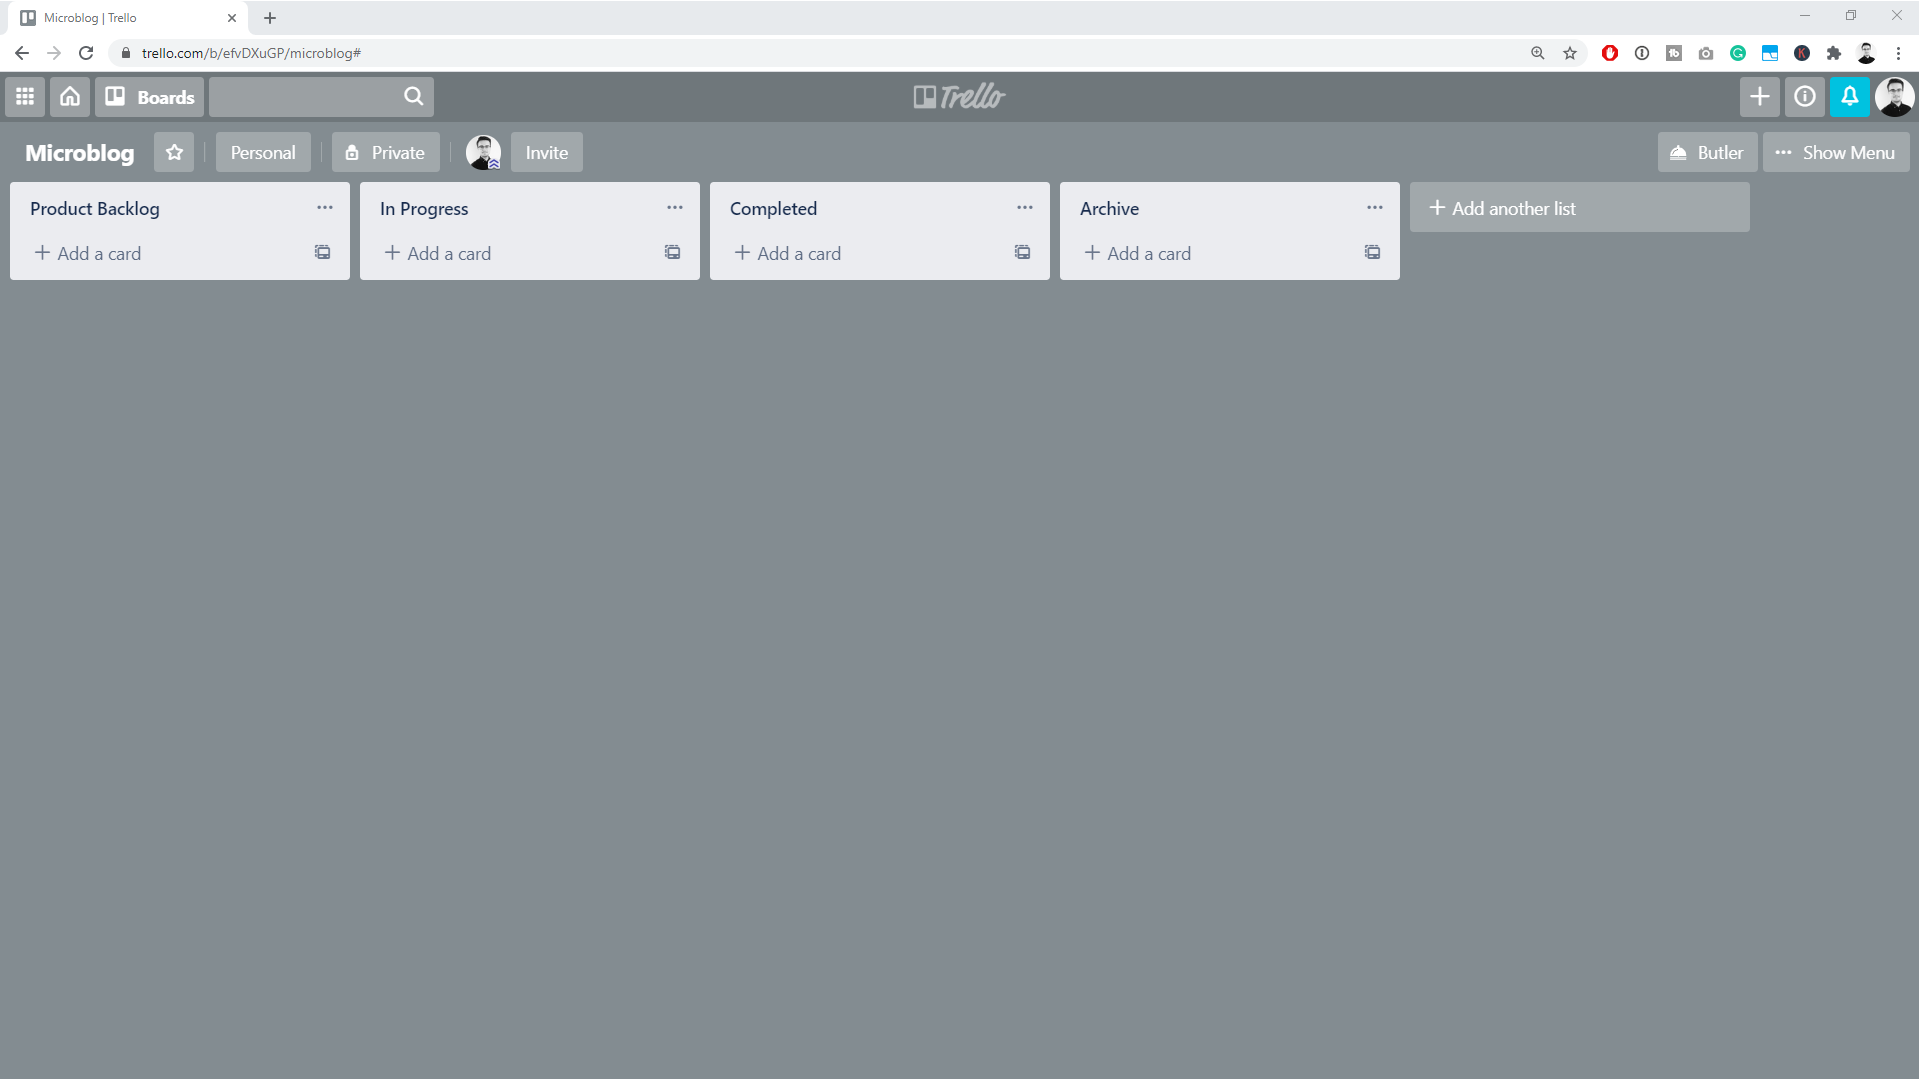 Microblog | Trello
trello.com/b/efvDXuGP/microblog#
Boards
Trello
Microblog
Personal
Private
Invite
Butler
Show Menu
Product Backlog
Add a card
In Progress
Add a card
Completed
Add a card
Archive
Add a card
Add another list